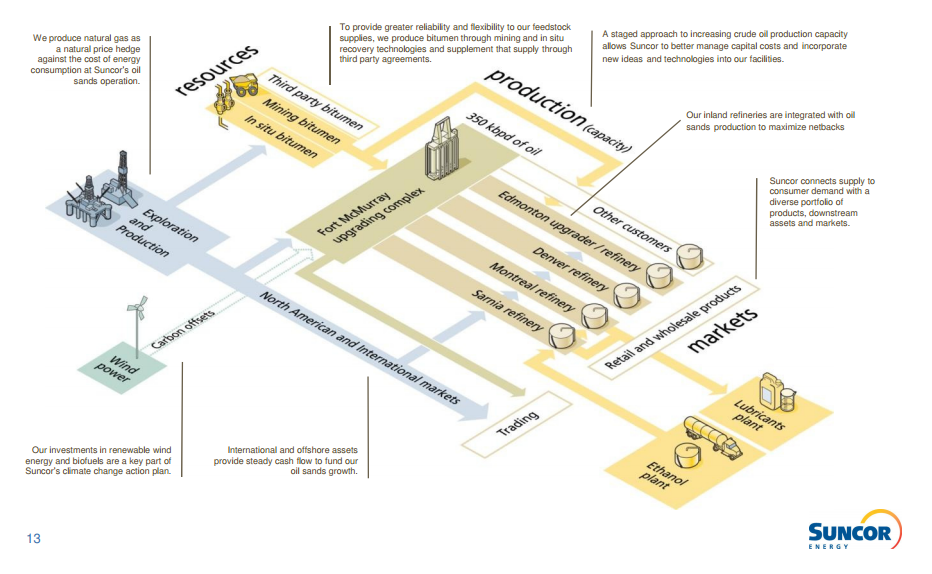 We produce natural gas as
a natural price hedge
against the cost of energy
consumption at Suncor's oil
sands operation.
To provide greater reliability and flexibility to our feedstock
supplies, we produce bitumen through mining and in situ
recovery technologies and supplement that supply through
third party agreements.
A staged approach to increasing crude oil production capacity
allows Suncor to better manage capital costs and incorporate
new ideas and technologies into our facilities.
resources
Third party bitumen
Mining bitumen
In situ bitumen
production (capacity)
350 kbpd of oil
Our inland refineries are integrated with oil
sands production to maximize netbacks
Suncor connects supply to
consumer demand with a
diverse portfolio of
products, downstream
assets and markets.
Exploration
and
Production
Fort McMurray
upgrading complex
Other customers
Edmonton upgrader / refinery
Denver refinery
Montreal refinery
Sarnia refinery
North American and International markets
Carbon offsets
Wind
power
Retail and wholesale products
markets
Trading
Lubricants
plant
Ethanol
plant
Our investments in renewable wind
energy and biofuels are a key part of
Suncor's climate change action plan.
International and offshore assets
provide steady cash flow to fund our
oil sands growth.
13
SUNCOR
ENERGY